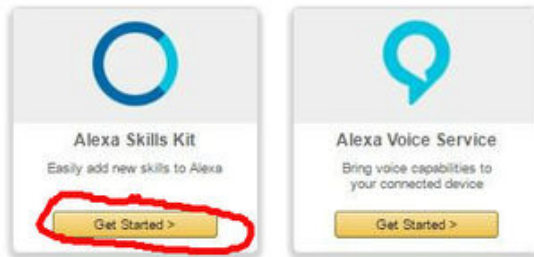 Alexa Skills Kit
Easily add new skills to Alexa
Get Started >
Alexa Voice Service
Bring voice capabilities to
your connected device
Get Started >